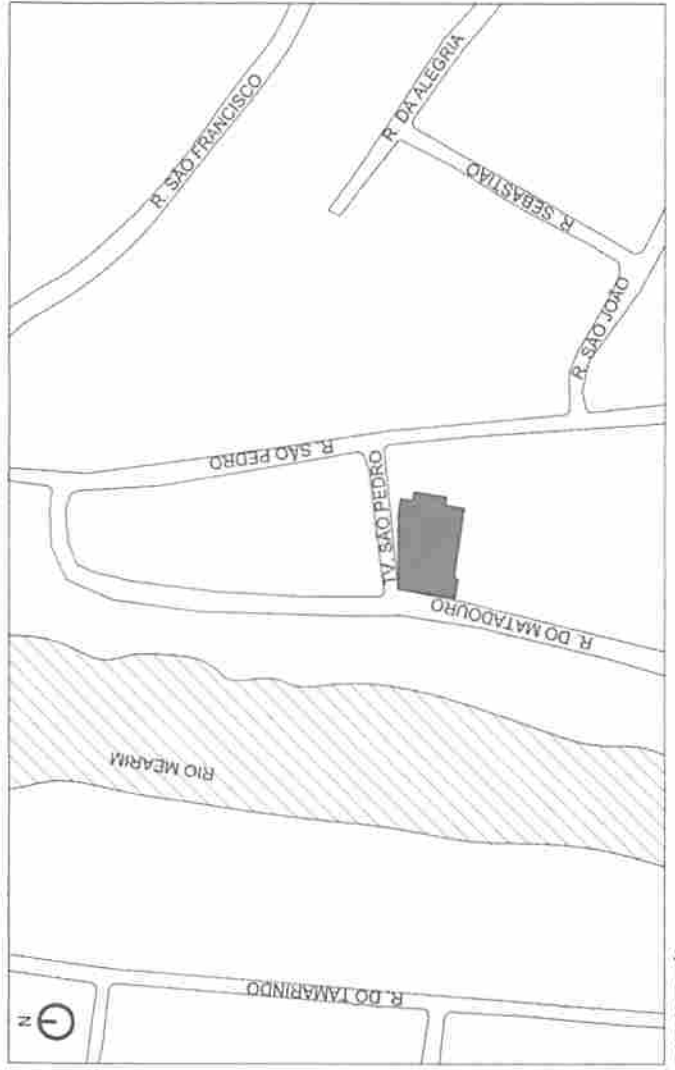 R. SÃO FRANCISCO
R. DA ALEGRIA
R. SEBASTIÃO
R. SÃO JOÃO
R. SÃO PEDRO
TV. SÃO PEDRO
R. DO MATADOURO
RIO MEARIM
R. DO TAMARINDO
N